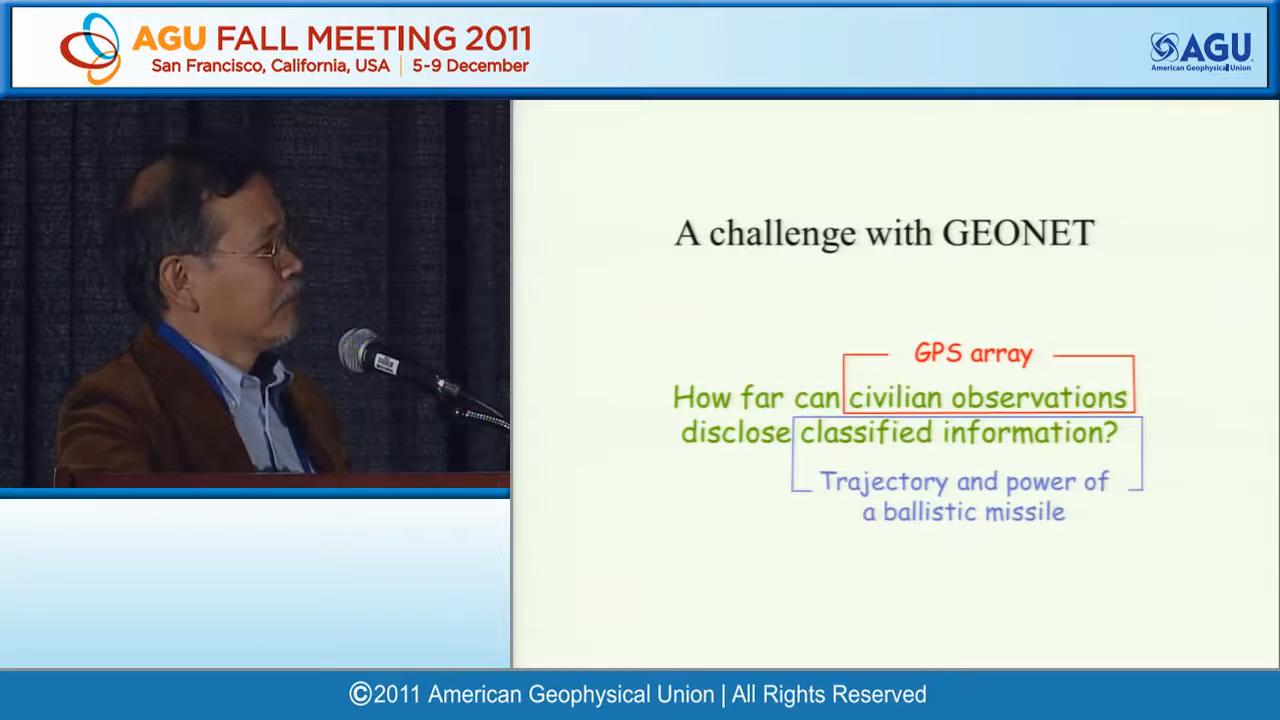 AGU FALL MEETING 2011
San Francisco, California, USA | 5-9 December
AGU
American Geophysical Union
A challenge with GEONET
GPS array
How far can civilian observations
disclose classified information?
Trajectory and power of
a ballistic missile
©2011 American Geophysical Union | All Rights Reserved